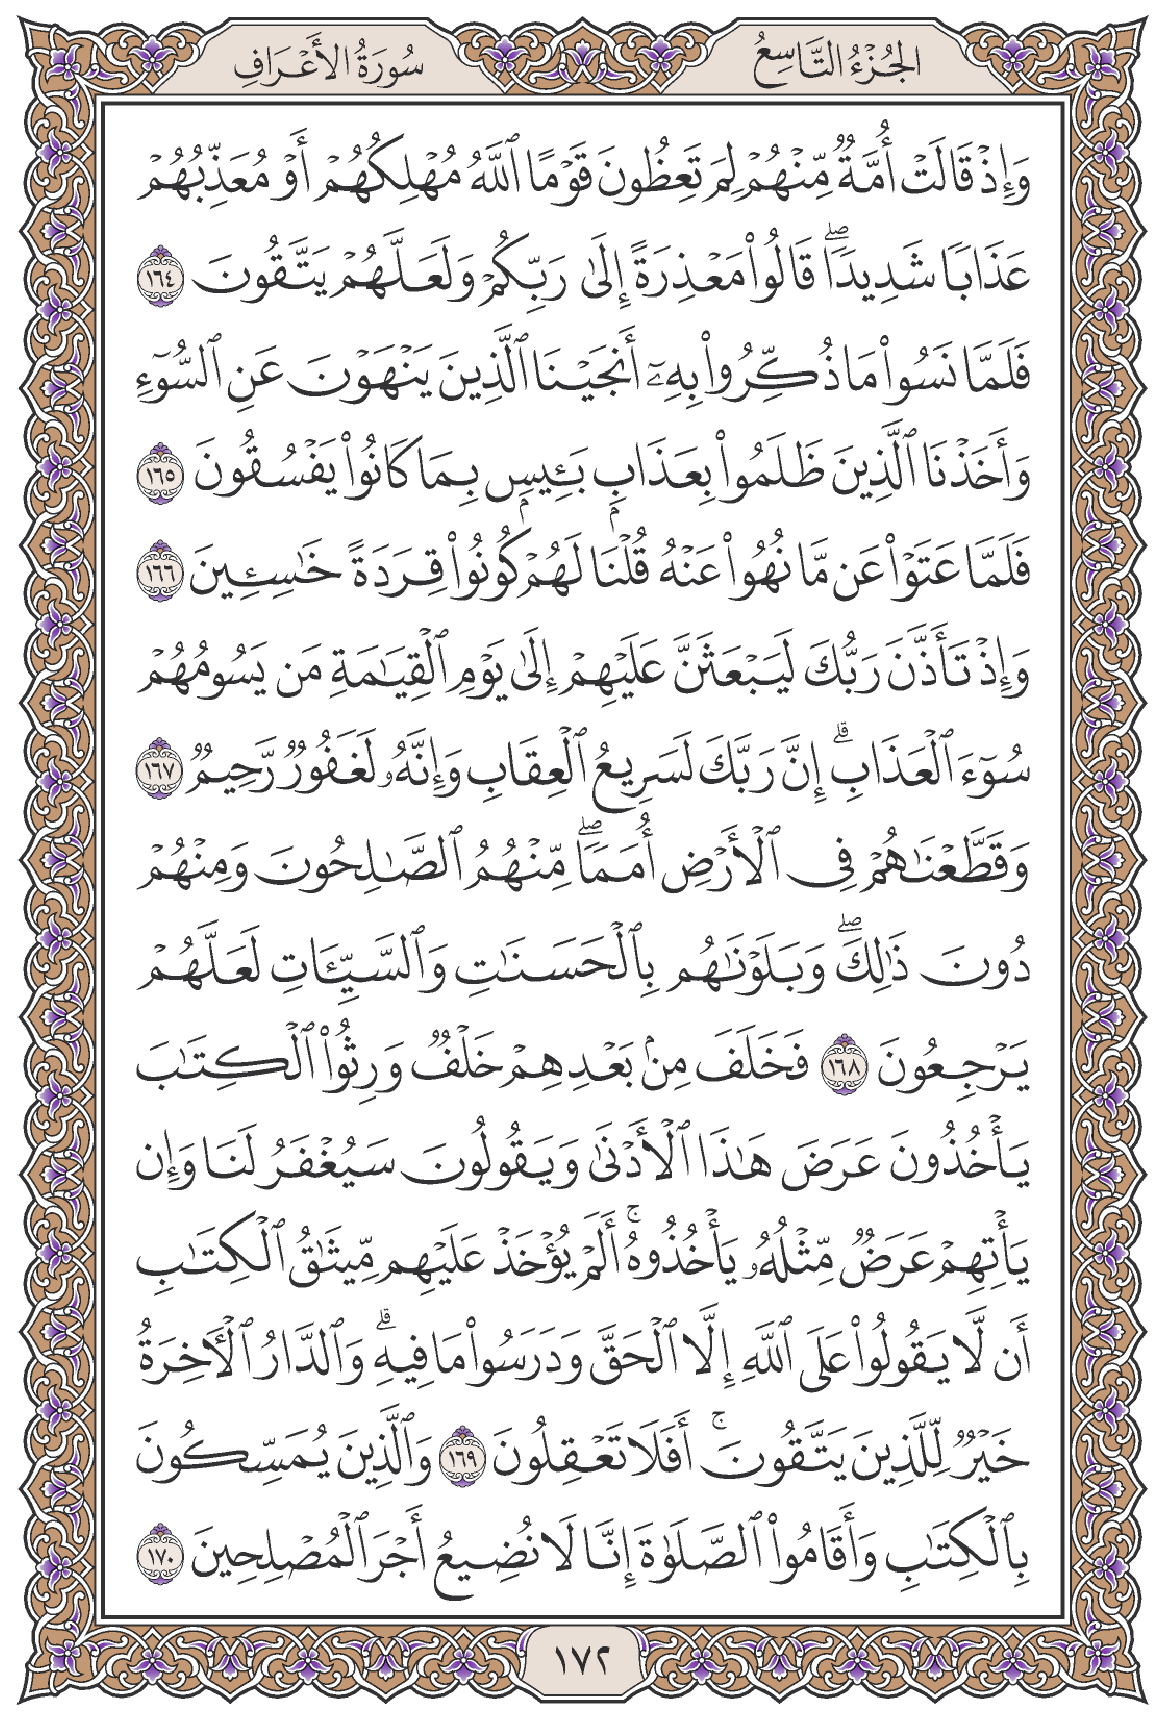 الجُزْءُ التَّاسِعُ
سُورَةُ الأَعْرَافِ
وَإِذْ قَالَتْ أُمَّةٌ مِّنْهُمْ لِمَ تَعِظُونَ قَوْمًا ٱللَّهُ مُهْلِكُهُمْ أَوْ مُعَذِّبُهُمْ
عَذَابًا شَدِيدًاۖ قَالُوا۟ مَعْذِرَةً إِلَىٰ رَبِّكُمْ وَلَعَلَّهُمْ يَتَّقُونَ ١٦٤
فَلَمَّا نَسُوا۟ مَا ذُكِّرُوا۟ بِهِۦٓ أَنجَيْنَا ٱلَّذِينَ يَنْهَوْنَ عَنِ ٱلسُّوٓءِ
وَأَخَذْنَا ٱلَّذِينَ ظَلَمُوا۟ بِعَذَابٍۭ بَـِٔيسٍۭ بِمَا كَانُوا۟ يَفْسُقُونَ ١٦٥
فَلَمَّا عَتَوْا۟ عَن مَّا نُهُوا۟ عَنْهُ قُلْنَا لَهُمْ كُونُوا۟ قِرَدَةً خَـٰسِـِٔينَ ١٦٦
وَإِذْ تَأَذَّنَ رَبُّكَ لَيَبْعَثَنَّ عَلَيْهِمْ إِلَىٰ يَوْمِ ٱلْقِيَـٰمَةِ مَن يَسُومُهُمْ
سُوٓءَ ٱلْعَذَابِۗ إِنَّ رَبَّكَ لَسَرِيعُ ٱلْعِقَابِ وَإِنَّهُۥ لَغَفُورٌ رَّحِيمٌ ١٦٧
وَقَطَّعْنَـٰهُمْ فِى ٱلْأَرْضِ أُمَمًاۖ مِّنْهُمُ ٱلصَّـٰلِحُونَ وَمِنْهُمْ
دُونَ ذَٰلِكَۖ وَبَلَوْنَـٰهُم بِٱلْحَسَنَـٰتِ وَٱلسَّيِّـَٔاتِ لَعَلَّهُمْ
يَرْجِعُونَ ١٦٨ فَخَلَفَ مِنۢ بَعْدِهِمْ خَلْفٌ وَرِثُوا۟ ٱلْكِتَـٰبَ
يَأْخُذُونَ عَرَضَ هَـٰذَا ٱلْأَدْنَىٰ وَيَقُولُونَ سَيُغْفَرُ لَنَا وَإِن
يَأْتِهِمْ عَرَضٌ مِّثْلُهُۥ يَأْخُذُوهُۚ أَلَمْ يُؤْخَذْ عَلَيْهِم مِّيثَـٰقُ ٱلْكِتَـٰبِ
أَن لَّا يَقُولُوا۟ عَلَى ٱللَّهِ إِلَّا ٱلْحَقَّ وَدَرَسُوا۟ مَا فِيهِۗ وَٱلدَّارُ ٱلْـَٔاخِرَةُ
خَيْرٌ لِّلَّذِينَ يَتَّقُونَۚ أَفَلَا تَعْقِلُونَ ١٦٩ وَٱلَّذِينَ يُمَسِّكُونَ
بِٱلْكِتَـٰبِ وَأَقَامُوا۟ ٱلصَّلَوٰةَ إِنَّا لَا نُضِيعُ أَجْرَ ٱلْمُصْلِحِينَ ١٧٠
١٧٢